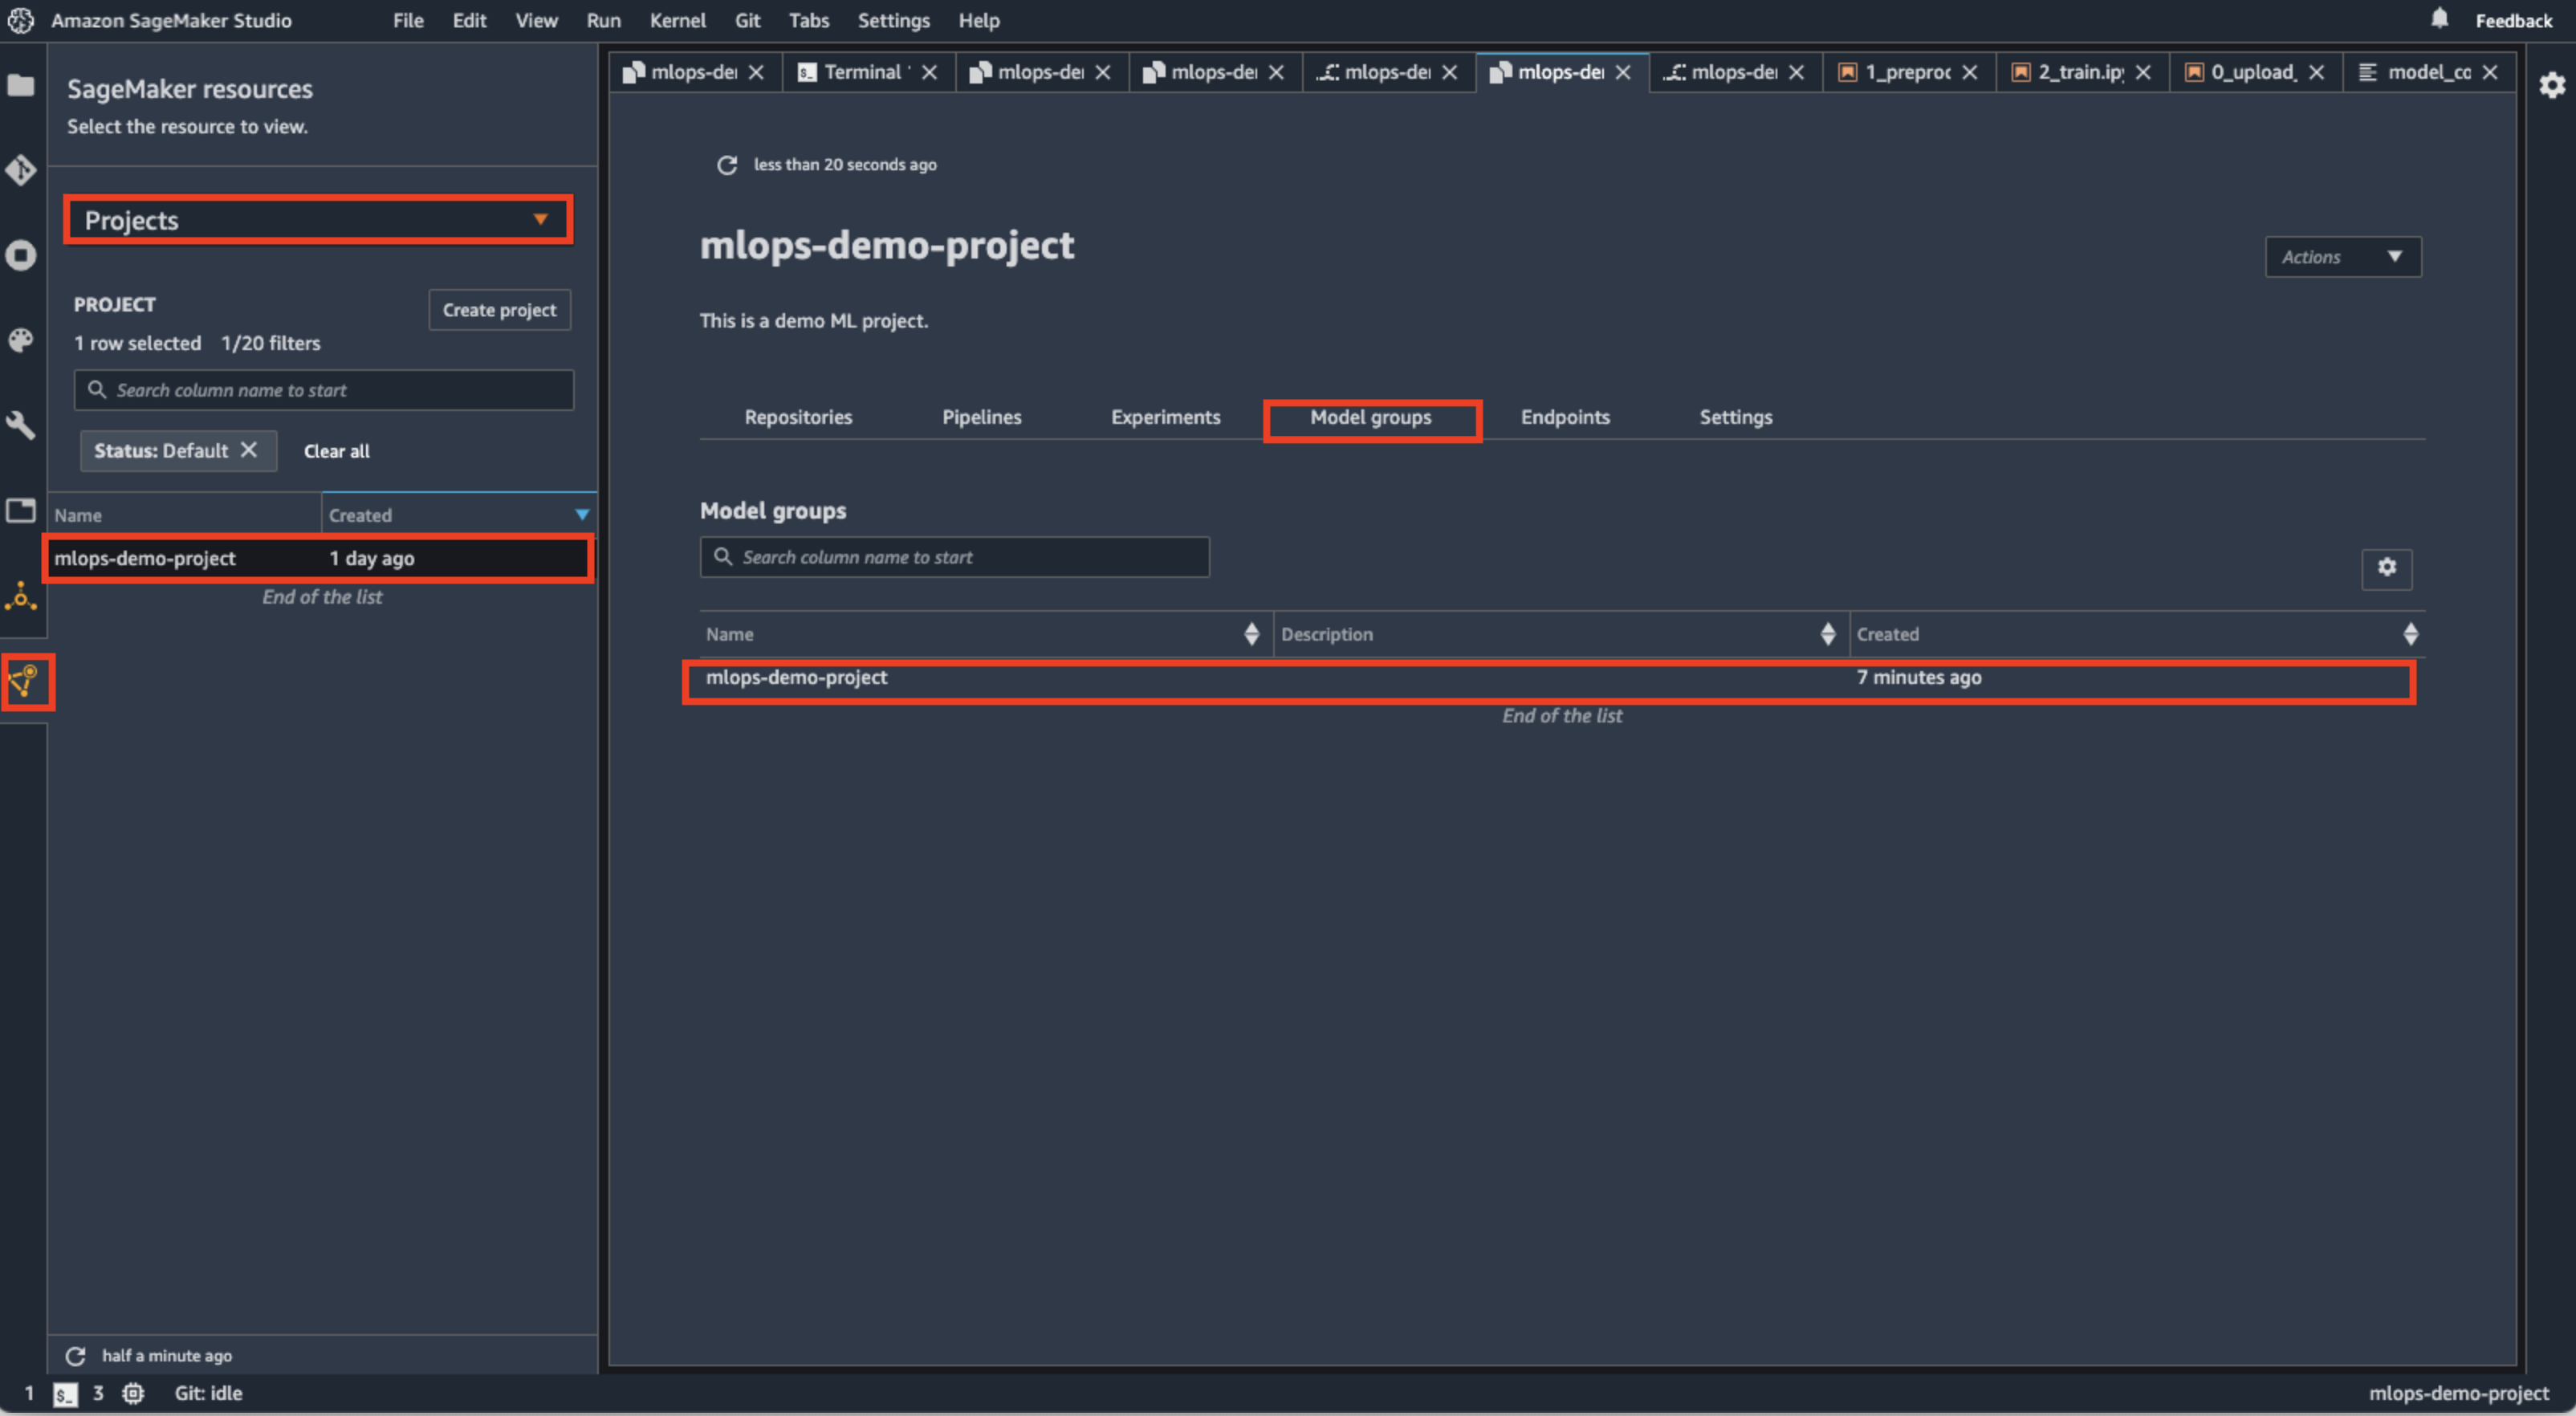 Amazon SageMaker Studio File Edit View Run Kernel Git Tabs Settings Help Feedback
SageMaker resources
Select the resource to view.
Projects
PROJECT
Create project
1 row selected 1/20 filters
Search column name to start
Status: Default Clear all
Name Created
mlops-demo-project 1 day ago
End of the list
half a minute ago
mlops-de Terminal mlops-de mlops-de mlops-de mlops-de mlops-de 1_preproc 2_train.ipy 0_upload_ model_co
less than 20 seconds ago
mlops-demo-project
Actions
This is a demo ML project.
Repositories Pipelines Experiments Model groups Endpoints Settings
Model groups
Search column name to start
Name Description Created
mlops-demo-project 7 minutes ago
End of the list
1 $_ 3 Git: idle mlops-demo-project